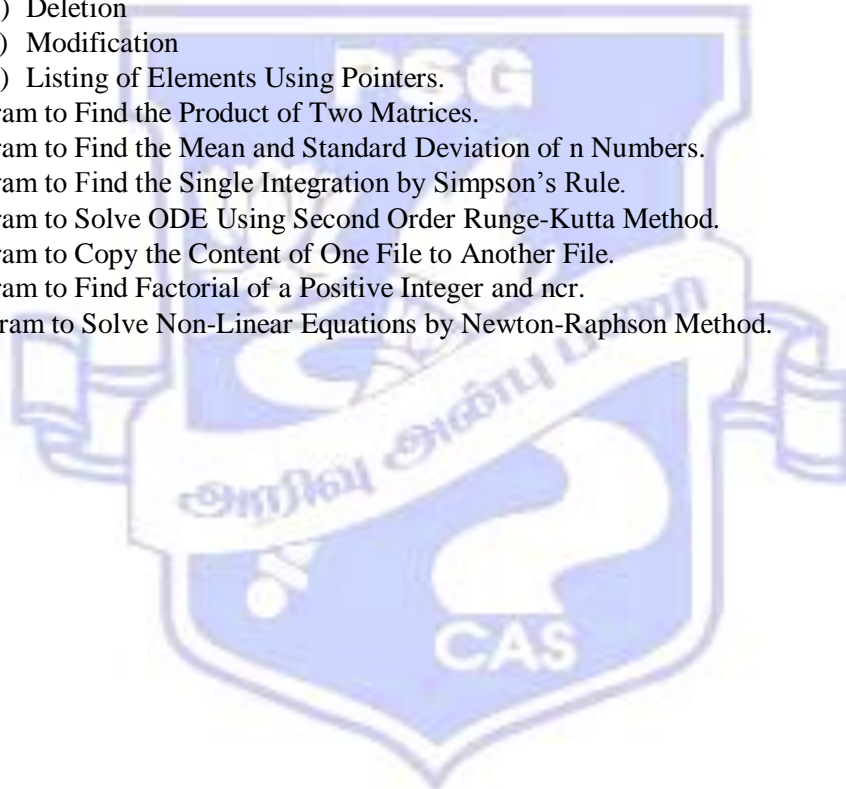 ) Deletion
) Modification
) Listing of Elements Using Pointers.
ram to Find the Product of Two Matrices.
ram to Find the Mean and Standard Deviation of n Numbers.
ram to Find the Single Integration by Simpson’s Rule.
ram to Solve ODE Using Second Order Runge-Kutta Method.
ram to Copy the Content of One File to Another File.
ram to Find Factorial of a Positive Integer and ncr.
ram to Solve Non-Linear Equations by Newton-Raphson Method.
PSG
அறிவு அன்பு பணி
CAS